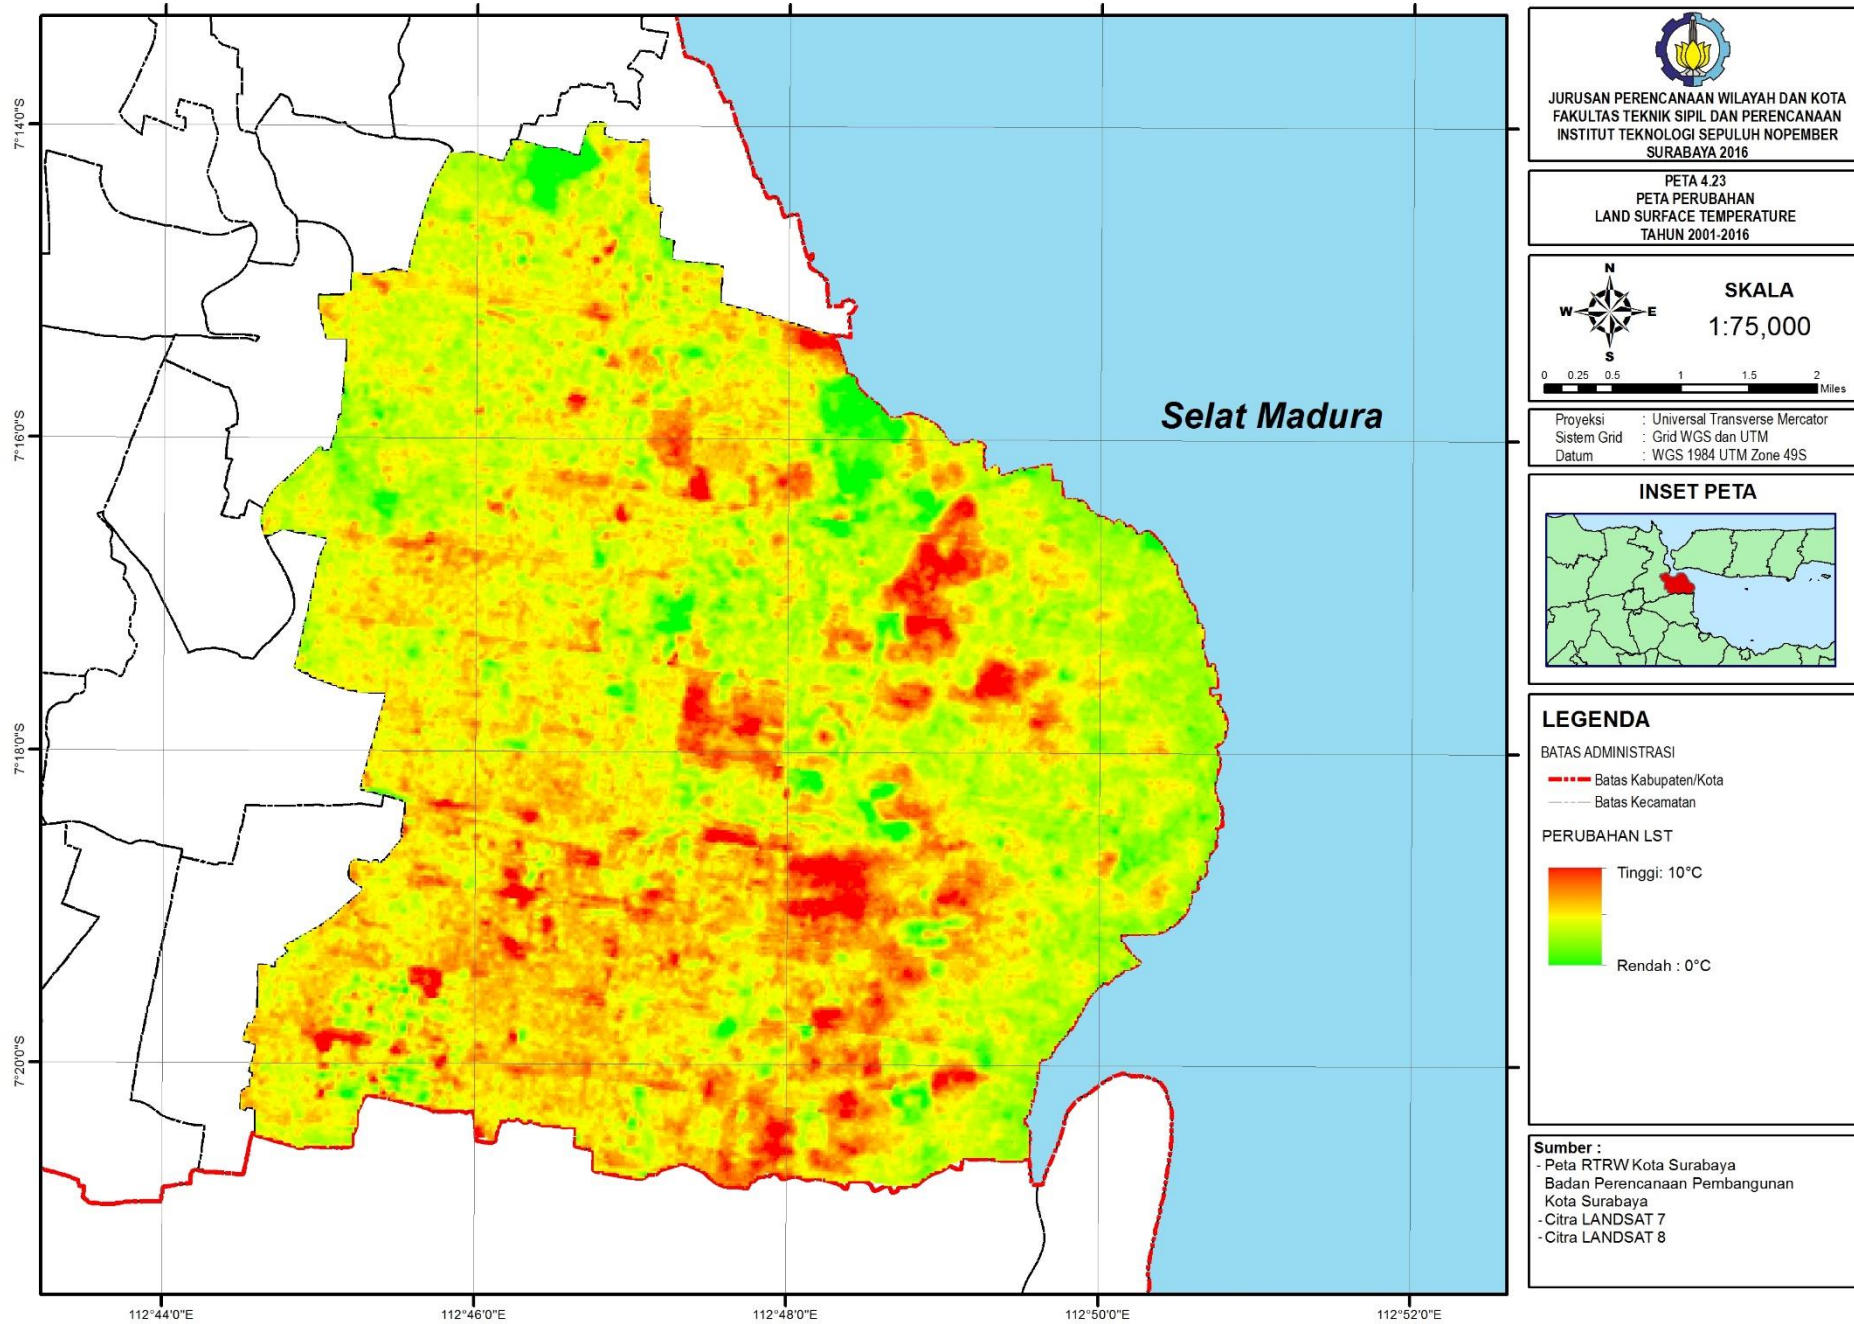 JURUSAN PERENCANAAN WILAYAH DAN KOTA
FAKULTAS TEKNIK SIPIL DAN PERENCANAAN
INSTITUT TEKNOLOGI SEPULUH NOPEMBER
SURABAYA 2016
PETA 4.23
PETA PERUBAHAN
LAND SURFACE TEMPERATURE
TAHUN 2001-2016
N
W
E
S
SKALA
1:75,000
0 0.25 0.5 1 1.5 2
Miles
Proyeksi : Universal Transverse Mercator
Sistem Grid : Grid WGS dan UTM
Datum : WGS 1984 UTM Zone 49S
INSET PETA
LEGENDA
BATAS ADMINISTRASI
Batas Kabupaten/Kota
Batas Kecamatan
PERUBAHAN LST
Tinggi: 10°C
Rendah : 0°C
Sumber :
- Peta RTRW Kota Surabaya
Badan Perencanaan Pembangunan
Kota Surabaya
- Citra LANDSAT 7
- Citra LANDSAT 8
Selat Madura
7°14'0"S
7°16'0"S
7°18'0"S
7°20'0"S
112°44'0"E
112°46'0"E
112°48'0"E
112°50'0"E
112°52'0"E